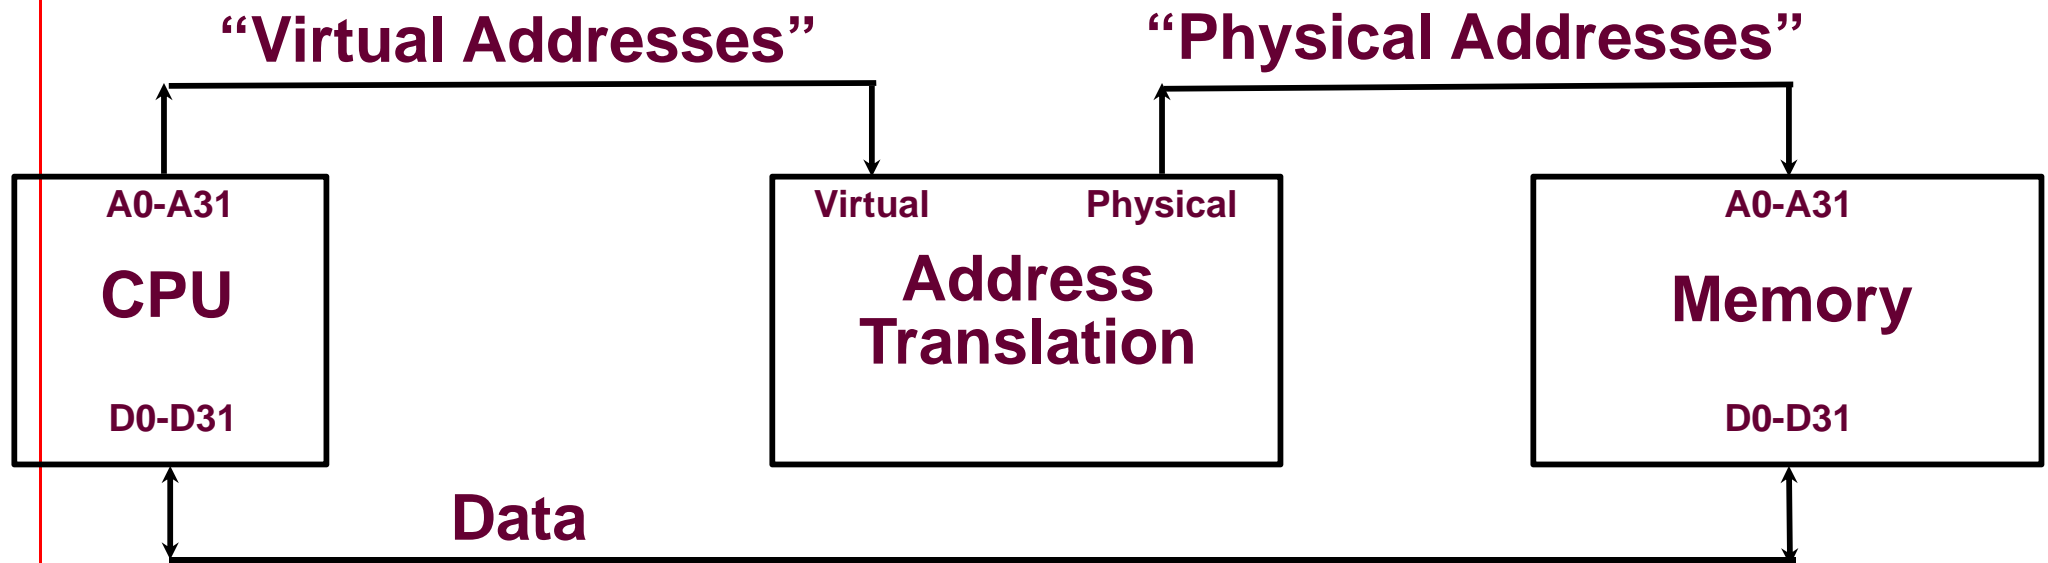 “Virtual Addresses”
“Physical Addresses”
A0-A31
CPU
D0-D31
Virtual
Physical
Address
Translation
A0-A31
Memory
D0-D31
Data